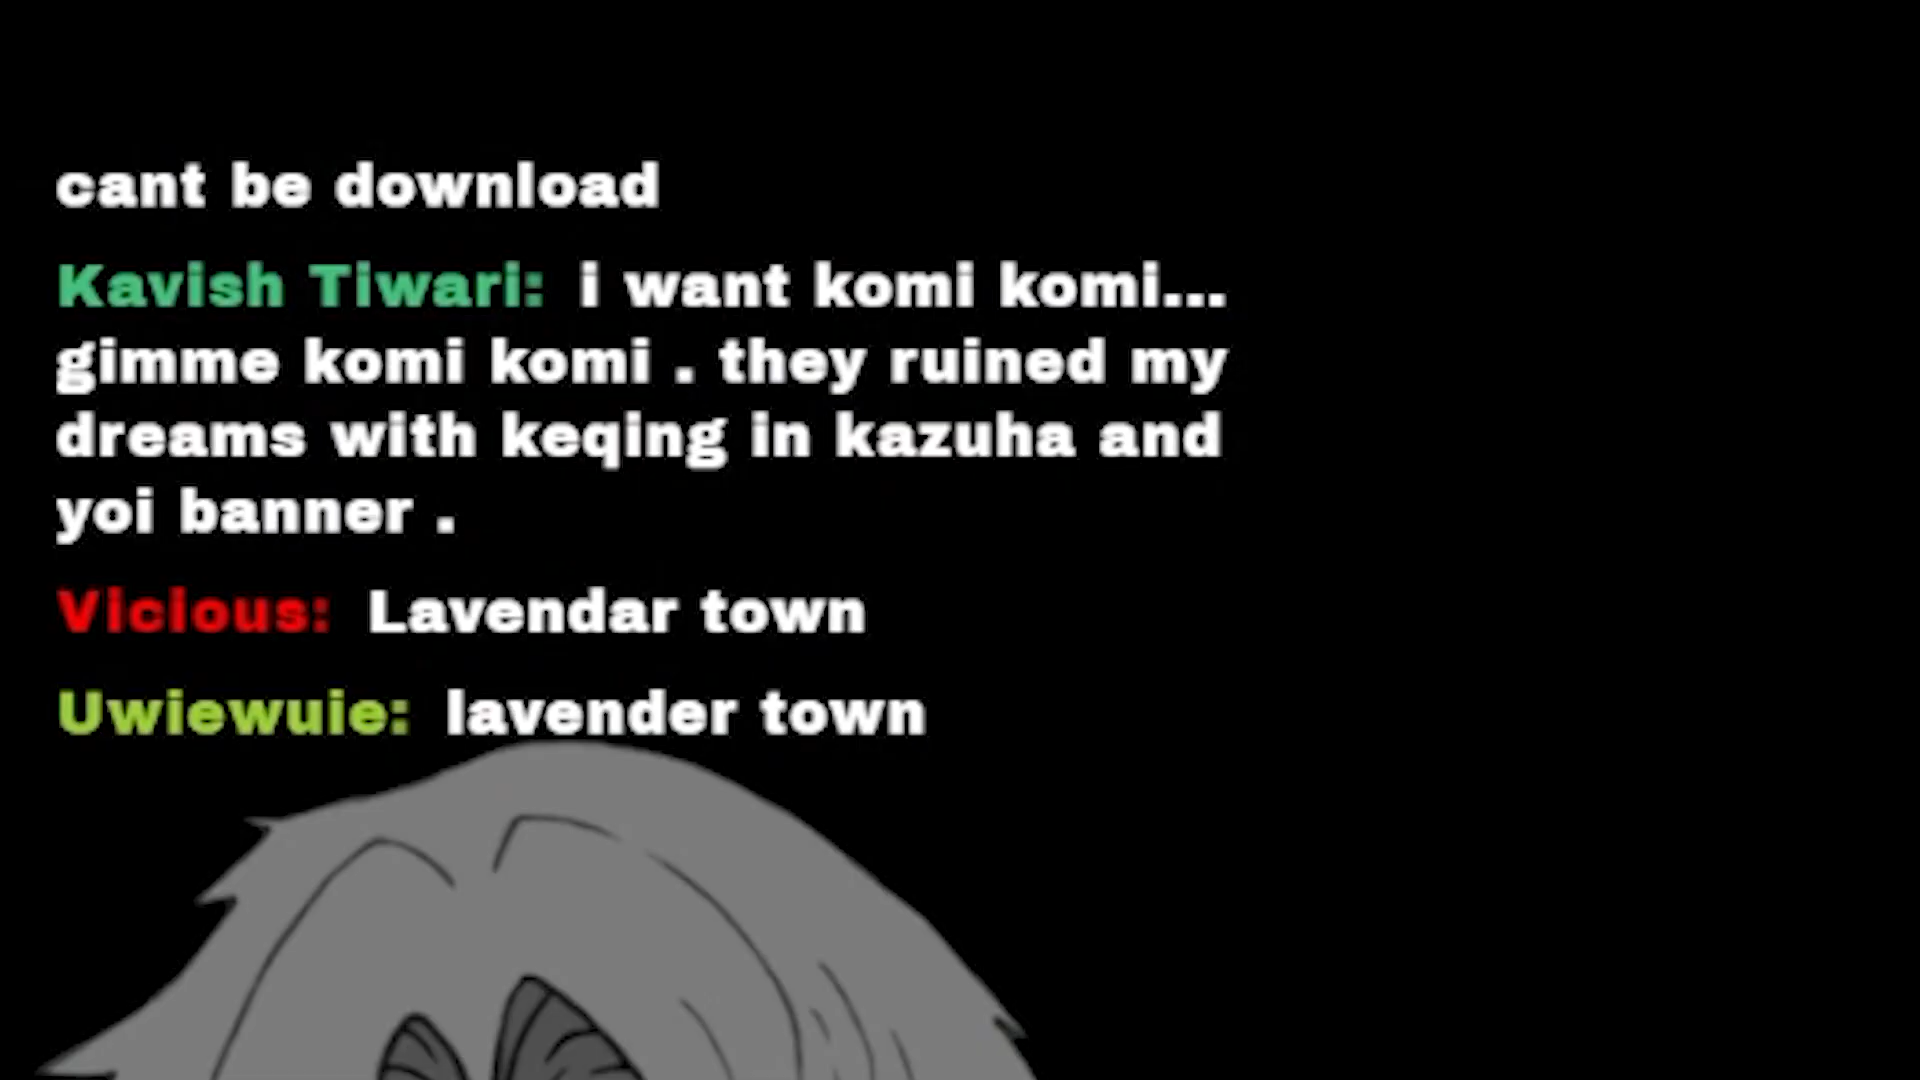 cant be download
Kavish Tiwari: i want komi komi...
gimme komi komi . they ruined my
dreams with keqing in kazuha and
yoi banner .
Vicious: Lavendar town
Uwiewuie: lavender town